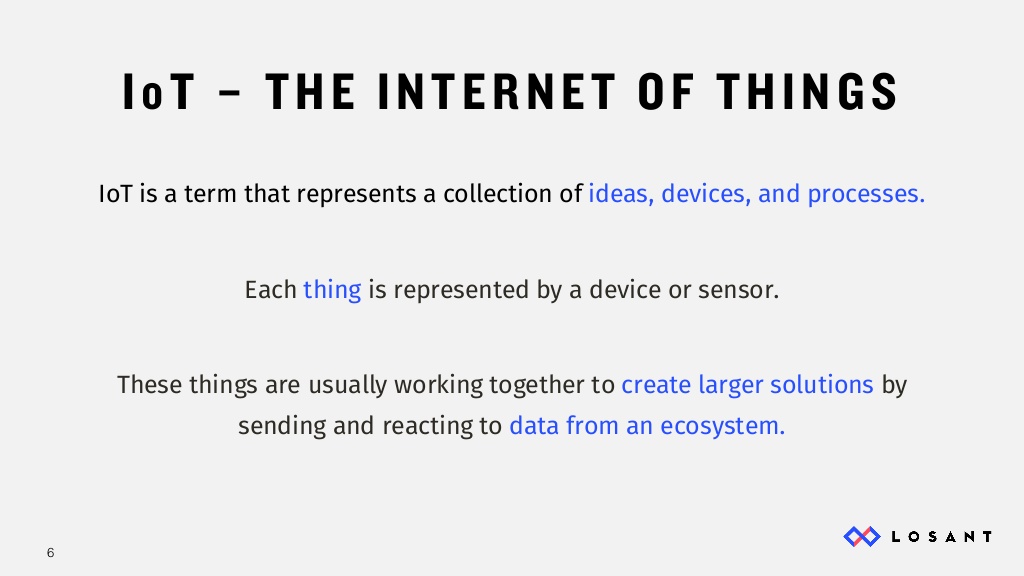 IoT – THE INTERNET OF THINGS
IoT is a term that represents a collection of ideas, devices, and processes.
Each thing is represented by a device or sensor.
These things are usually working together to create larger solutions by
sending and reacting to data from an ecosystem.
6
LOSANT